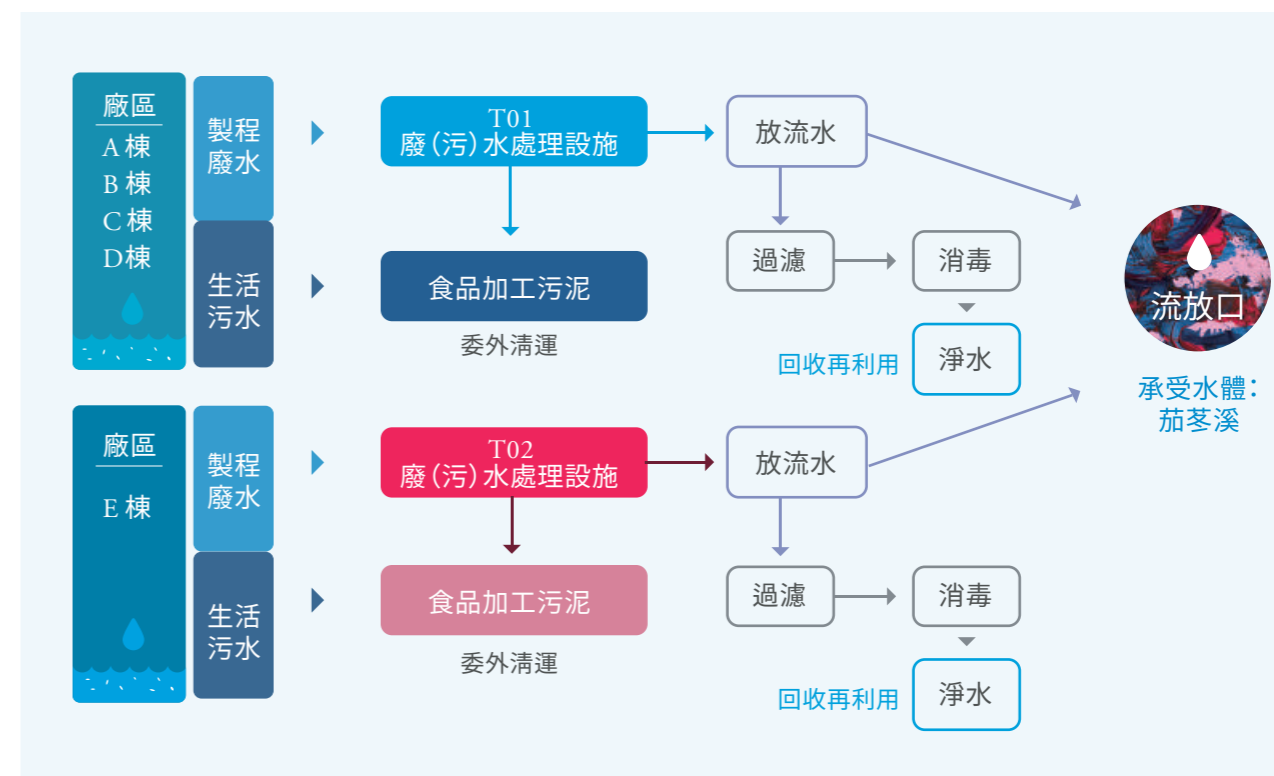 廠區
A棟
B棟
C棟
D棟
製程
廢水
生活
污水
T01
廢(污)水處理設施
食品加工污泥
委外清運
放流水
過濾
消毒
回收再利用
淨水
流放口
承受水體:
茄苳溪
廠區
E棟
製程
廢水
生活
污水
T02
廢(污)水處理設施
食品加工污泥
委外清運
放流水
過濾
消毒
回收再利用
淨水